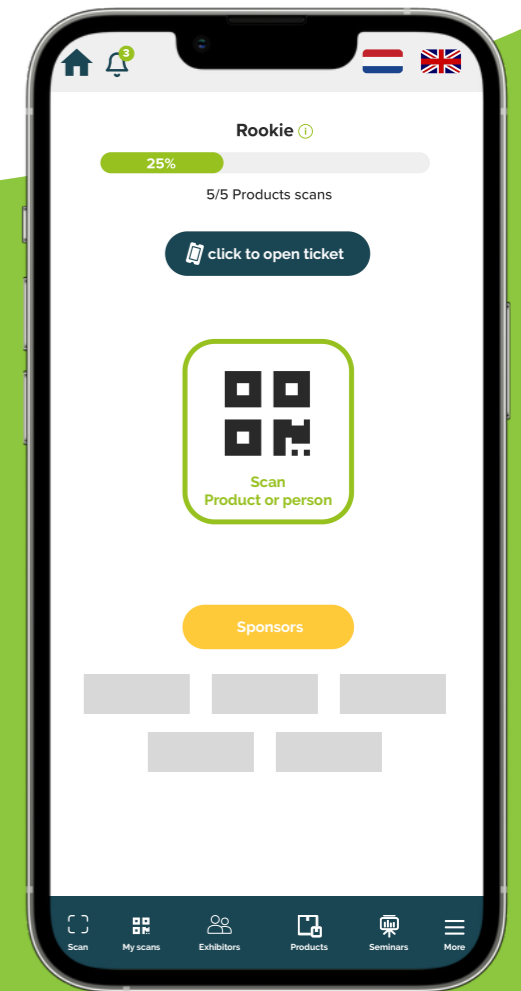 3
Rookie
25%
5/5 Products scans
click to open ticket
Scan
Product or person
Sponsors
Scan
My scans
Exhibitors
Products
Seminars
More